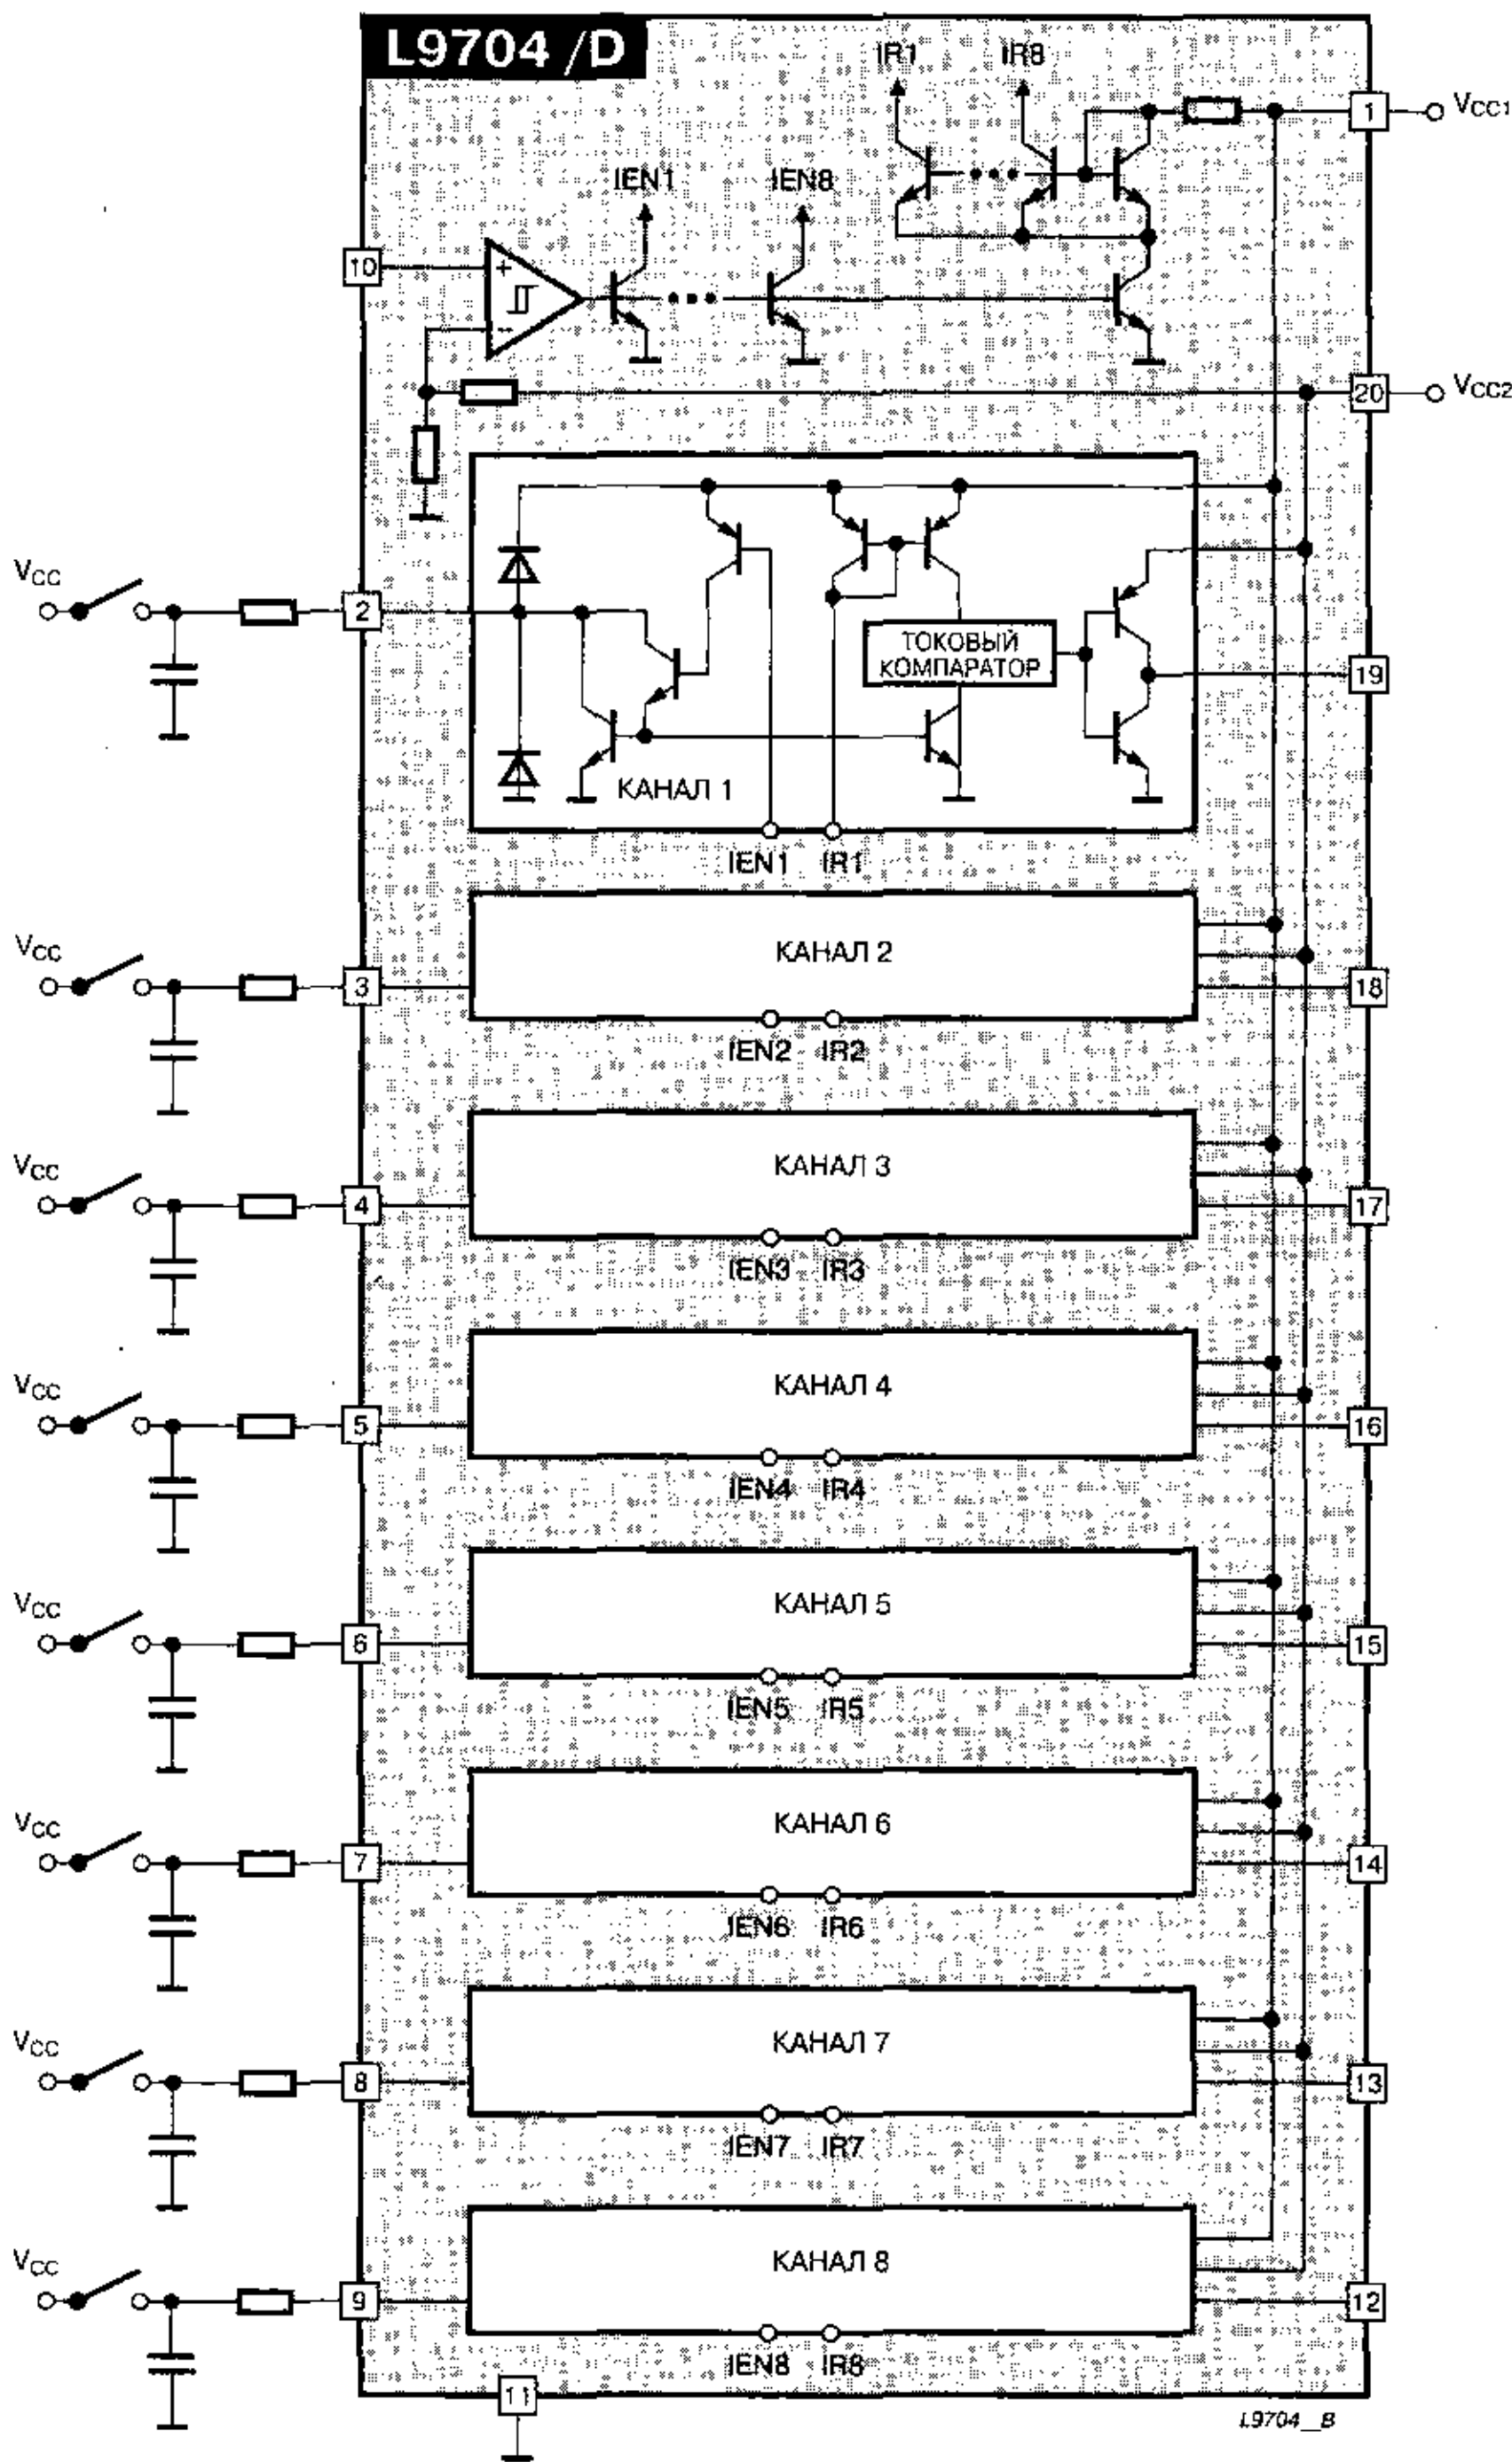 L9704 /D
IR1 IR8
1 VCC1
IEN1 IEN8
10
+
−
20 VCC2
VCC
2
ТОКОВЫЙ
КОМПАРАТОР
19
КАНАЛ 1
IEN1 IR1
VCC
КАНАЛ 2
3 18
IEN2 IR2
VCC
КАНАЛ 3
4 17
IEN3 IR3
VCC
КАНАЛ 4
5 16
IEN4 IR4
VCC
КАНАЛ 5
6 15
IEN5 IR5
VCC
КАНАЛ 6
7 14
IEN6 IR6
VCC
КАНАЛ 7
8 13
IEN7 IR7
VCC
КАНАЛ 8
9 12
IEN8 IR8
11
L9704_B